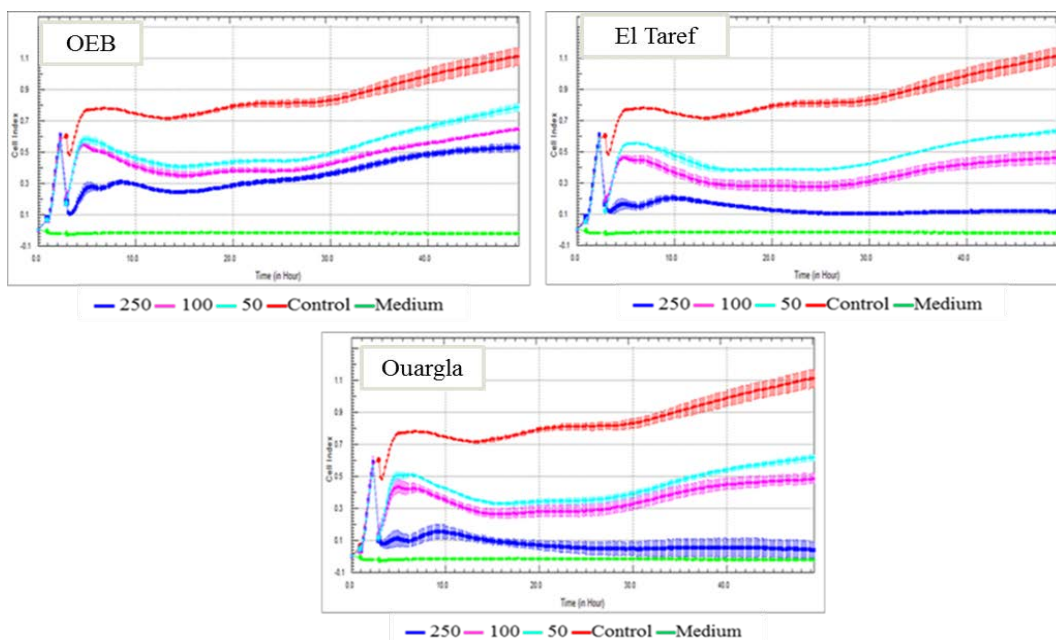 OEB
Cell Index
1.1
0.9
0.7
0.5
0.3
0.1
-0.1
0.0 10.0 20.0 30.0 40.0
Time (in Hour)
250 100 50 Control Medium
El Taref
Cell Index
1.1
0.9
0.7
0.5
0.3
0.1
-0.1
0.0 10.0 20.0 30.0 40.0
Time (in Hour)
250 100 50 Control Medium
Ouargla
Cell Index
1.1
0.9
0.7
0.5
0.3
0.1
-0.1
0.0 10.0 20.0 30.0 40.0
Time (in Hour)
250 100 50 Control Medium